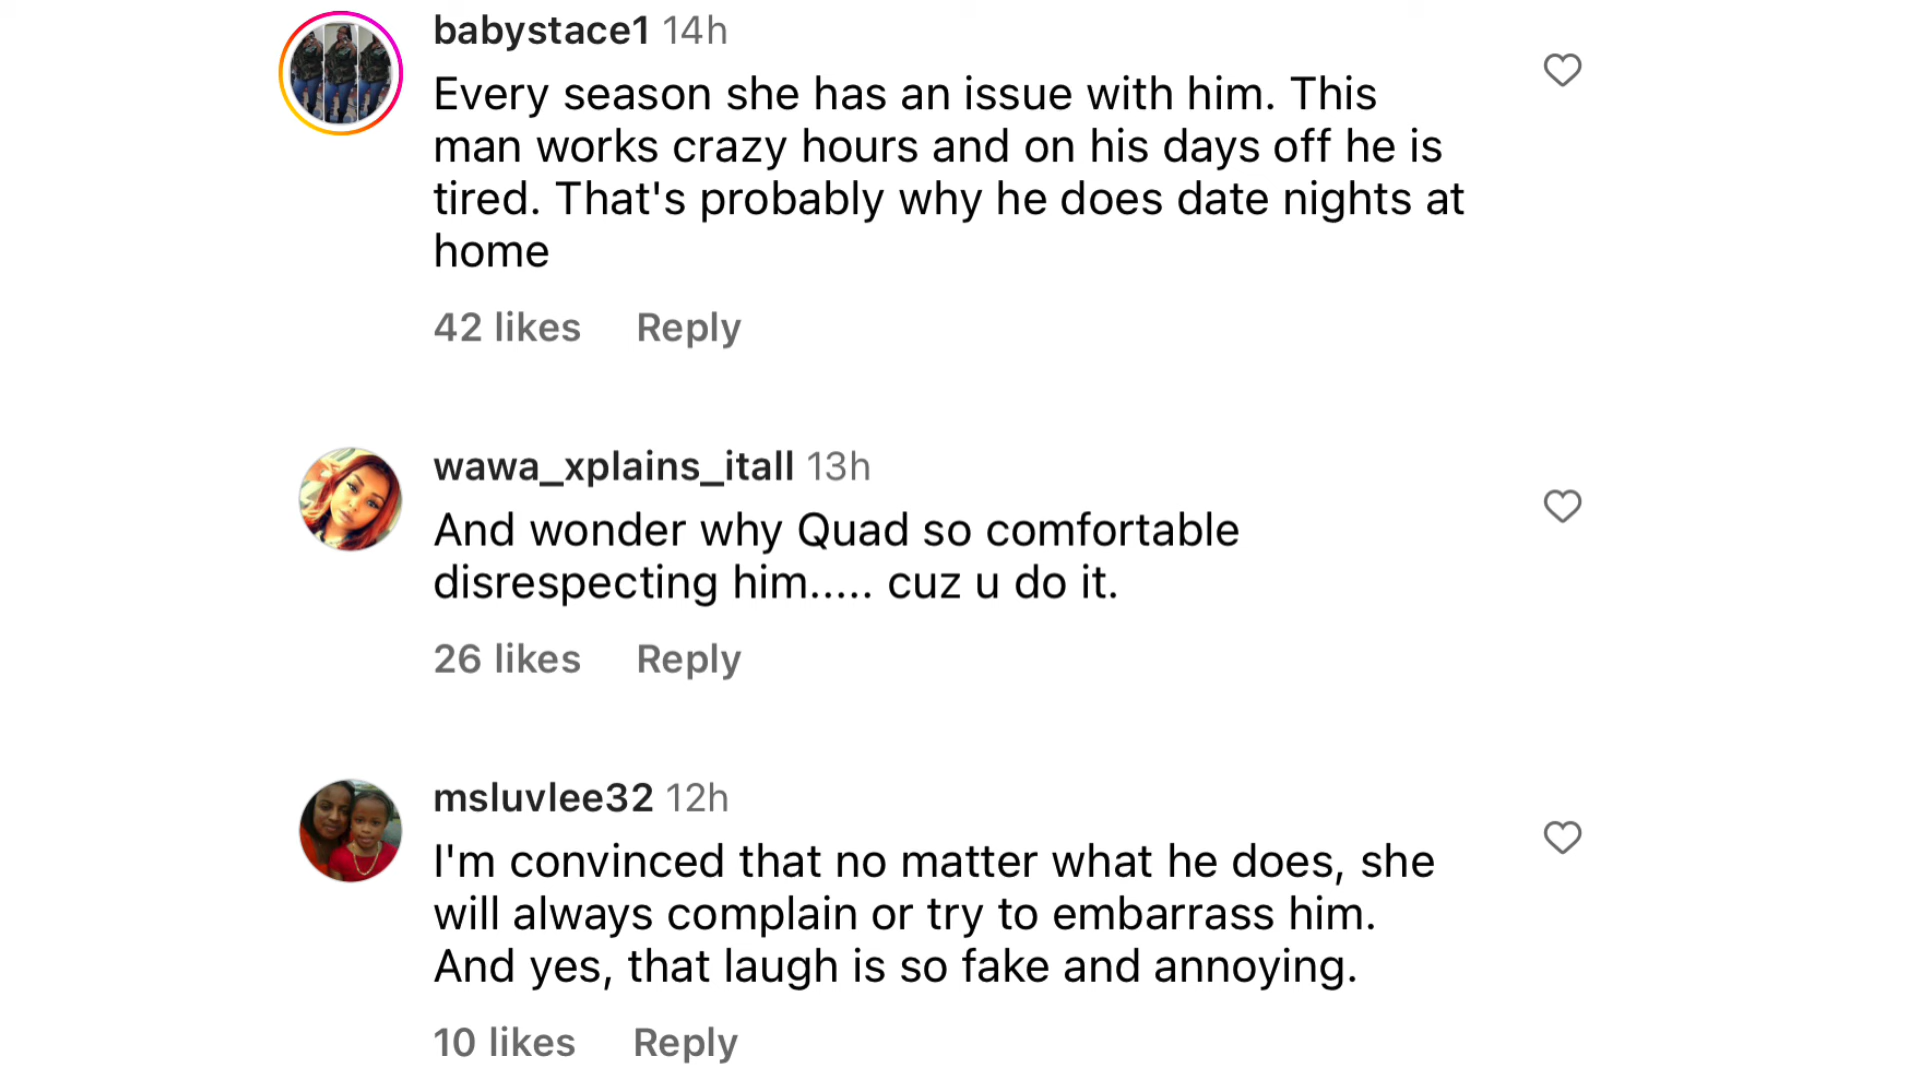 babystace1 14h
Every season she has an issue with him. This
man works crazy hours and on his days off he is
tired. That's probably why he does date nights at
home
42 likes Reply
wawa_xplains_itall 13h
And wonder why Quad so comfortable
disrespecting him..... cuz u do it.
26 likes Reply
msluvlee32 12h
I'm convinced that no matter what he does, she
will always complain or try to embarrass him.
And yes, that laugh is so fake and annoying.
10 likes Reply